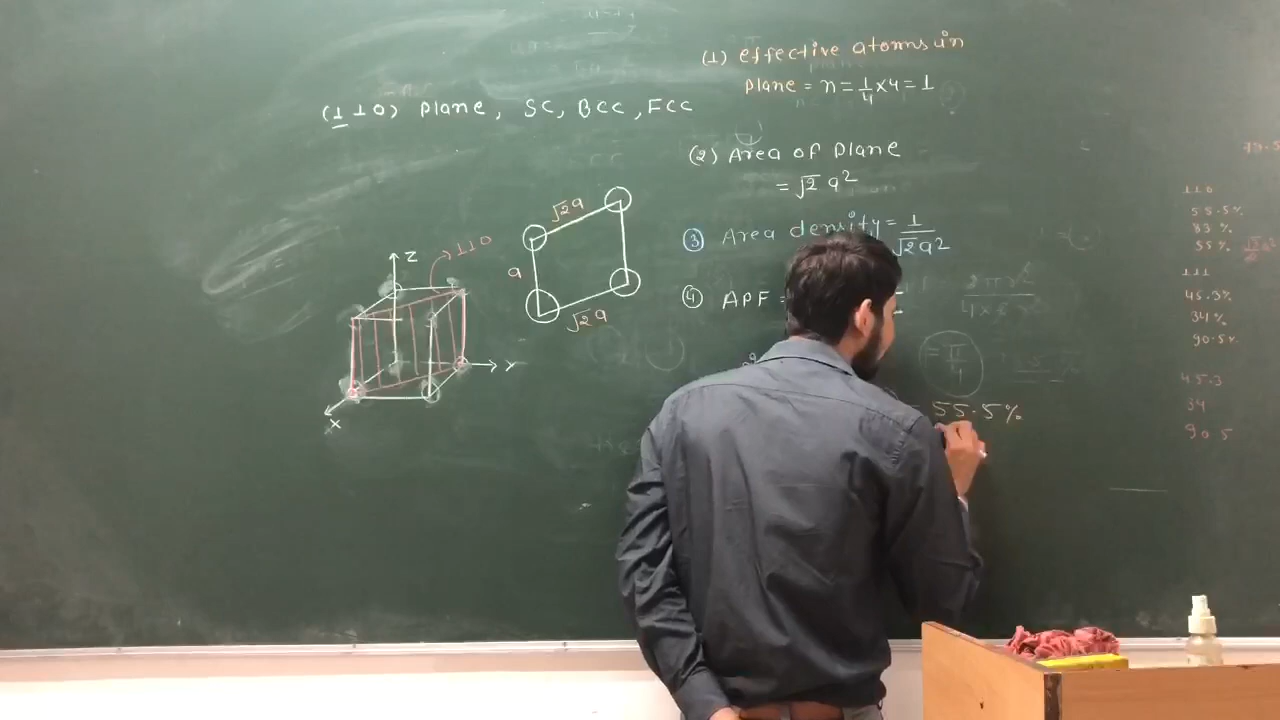 (1) effective atoms in
plane = n = 1/4 x 4 = 1
(110) plane, SC, BCC, FCC
(2) Area of plane
= √2 a²
(3) Area density = 1/√2a²
(4) APF =
= π/4
55.5%
√2a
a
√2a
Z
110
Y
X
110
55.5%
83%
55%
111
45.3%
34%
90.5%
45.3
34
90.5